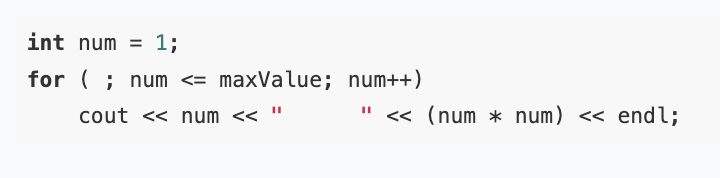 int num = 1;
for ( ; num <= maxValue; num++)
    cout << num << "      " << (num * num) << endl;